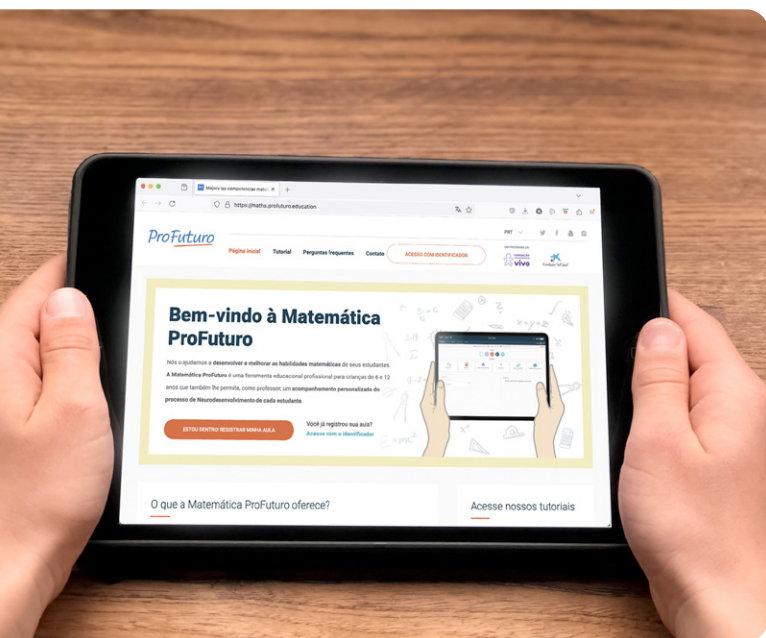 Mejora las competencias matem
https://maths.profuturo.education
ProFuturo
PRT
Página inicial Tutorial Perguntas frequentes Contato ACESSO COM IDENTIFICADOR
vivo
Bem-vindo à Matemática
ProFuturo
Nós o ajudamos a desenvolver e melhorar as habilidades matemáticas de seus estudantes.
A Matemática ProFuturo é uma ferramenta educacional profissional para crianças de 6 e 12
anos que também lhe permite, como professor, um acompanhamento personalizado do
processo de Neurodesenvolvimento de cada estudante.
ESTOU DENTRO! REGISTRAR MINHA AULA
Você já registrou sua aula?
Acesse com o identificador
O que a Matemática ProFuturo oferece?
Acesse nossos tutoriais